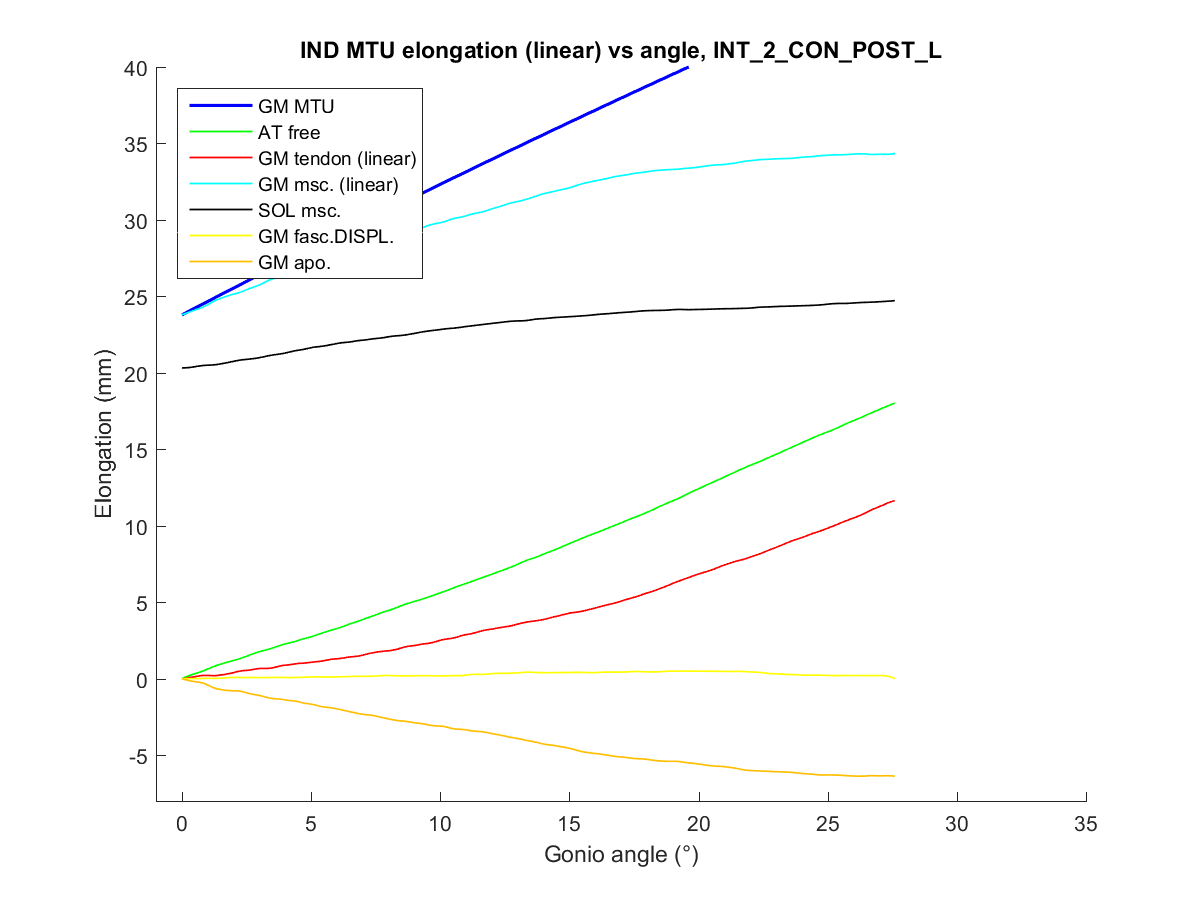 IND MTU elongation (linear) vs angle, INT_2_CON_POST_L
40
35
30
25
20
15
10
5
0
-5
Elongation (mm)
GM MTU
AT free
GM tendon (linear)
GM msc. (linear)
SOL msc.
GM fasc.DISPL.
GM apo.
0 5 10 15 20 25 30 35
Gonio angle (°)